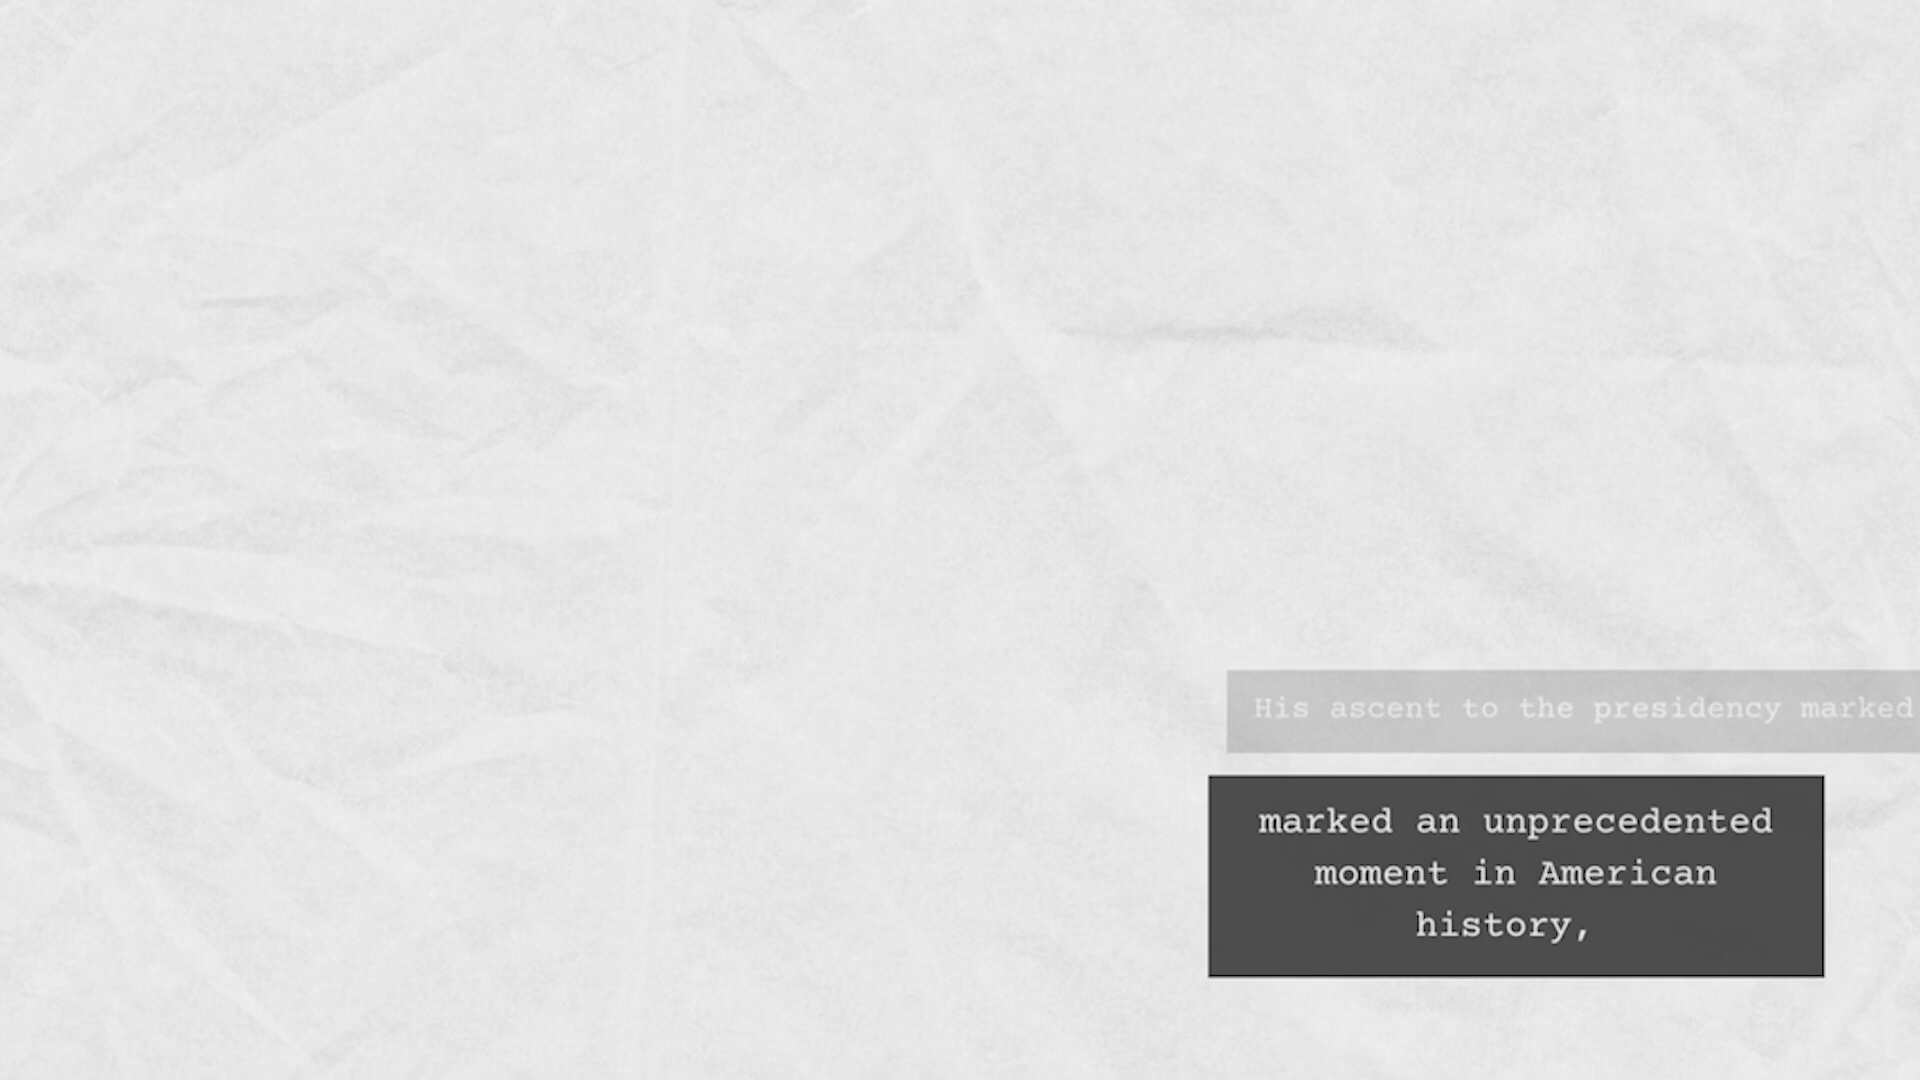 His ascent to the presidency marked
marked an unprecedented
moment in American
history,